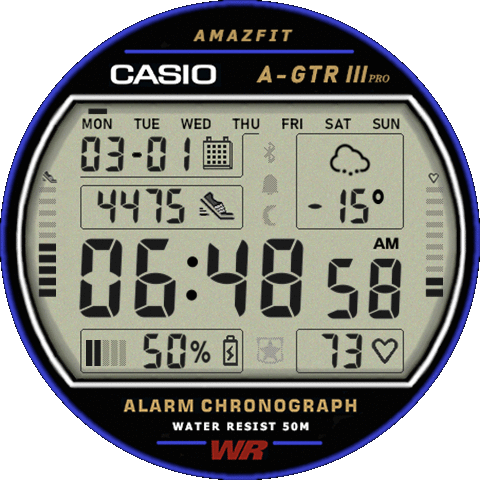 AMAZFIT
CASIO A-GTR III PRO
MON TUE WED THU FRI SAT SUN
03-01
4475
-15°
AM
06:48 58
50% 73
ALARM CHRONOGRAPH
WATER RESIST 50M
WR